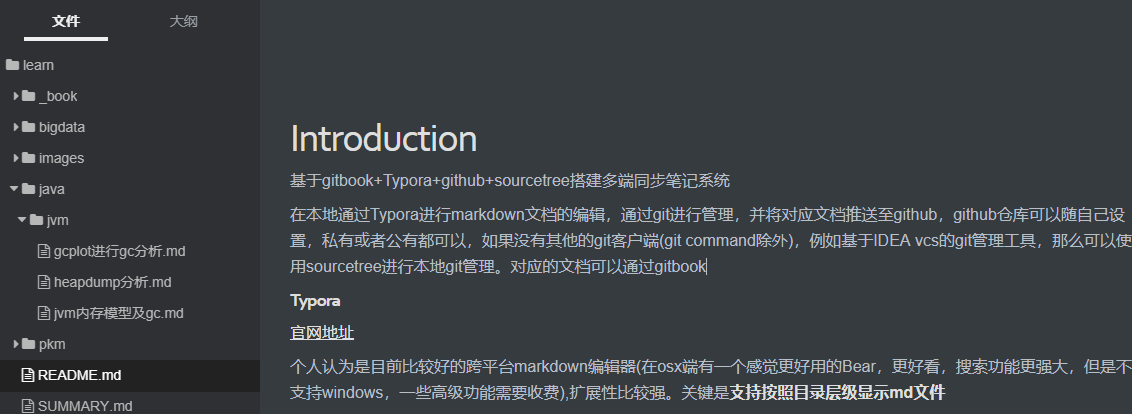 文件 大纲
learn
_book
bigdata
images
java
jvm
gcplot进行gc分析.md
heapdump分析.md
jvm内存模型及gc.md
pkm
README.md
SUMMARY.md
Introduction
基于gitbook+Typora+github+sourcetree搭建多端同步笔记系统
在本地通过Typora进行markdown文档的编辑，通过git进行管理，并将对应文档推送至github，github仓库可以随自己设
置，私有或者公有都可以，如果没有其他的git客户端(git command除外)，例如基于IDEA vcs的git管理工具，那么可以使
用sourcetree进行本地git管理。对应的文档可以通过gitbook
Typora
官网地址
个人认为是目前比较好的跨平台markdown编辑器(在osx端有一个感觉更好用的Bear，更好看，搜索功能更强大，但是不
支持windows，一些高级功能需要收费),扩展性比较强。关键是支持按照目录层级显示md文件